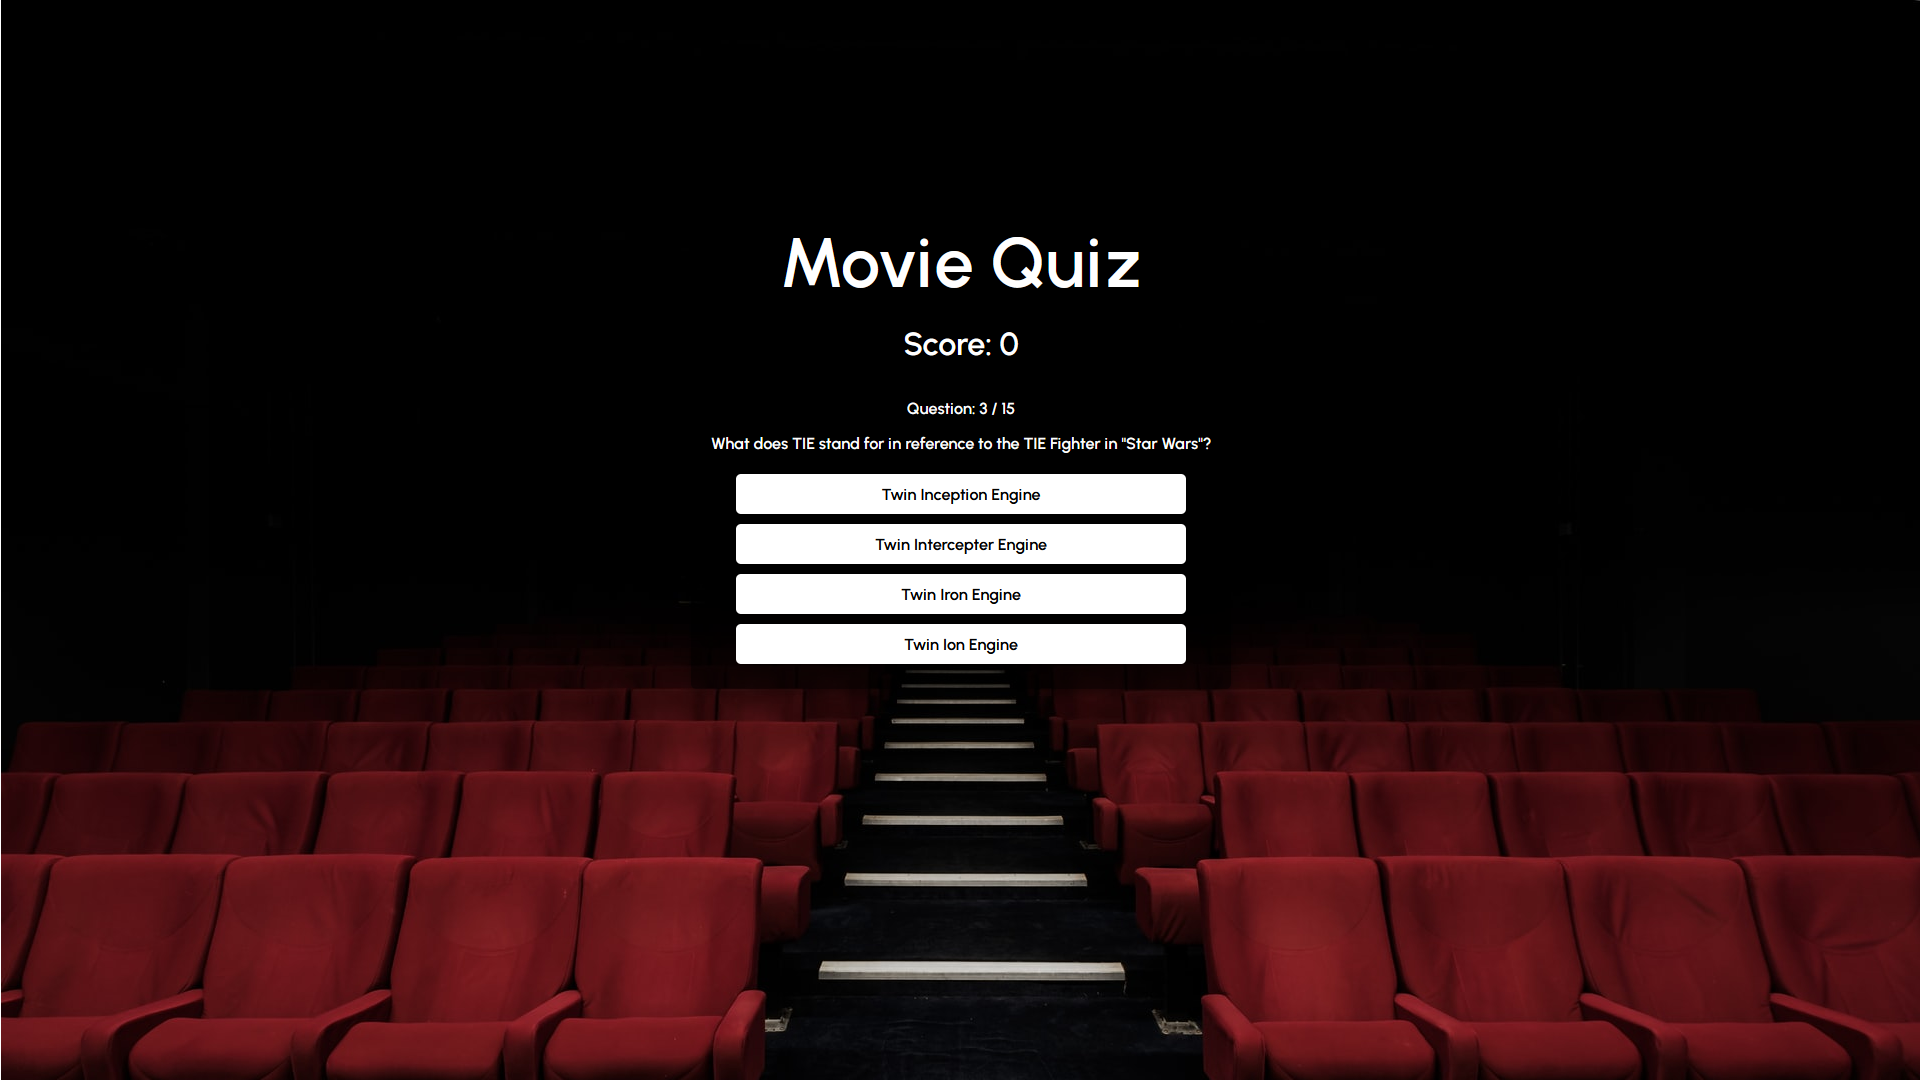 Movie Quiz
Score: 0
Question: 3 / 15
What does TIE stand for in reference to the TIE Fighter in "Star Wars"?
Twin Inception Engine
Twin Intercepter Engine
Twin Iron Engine
Twin Ion Engine